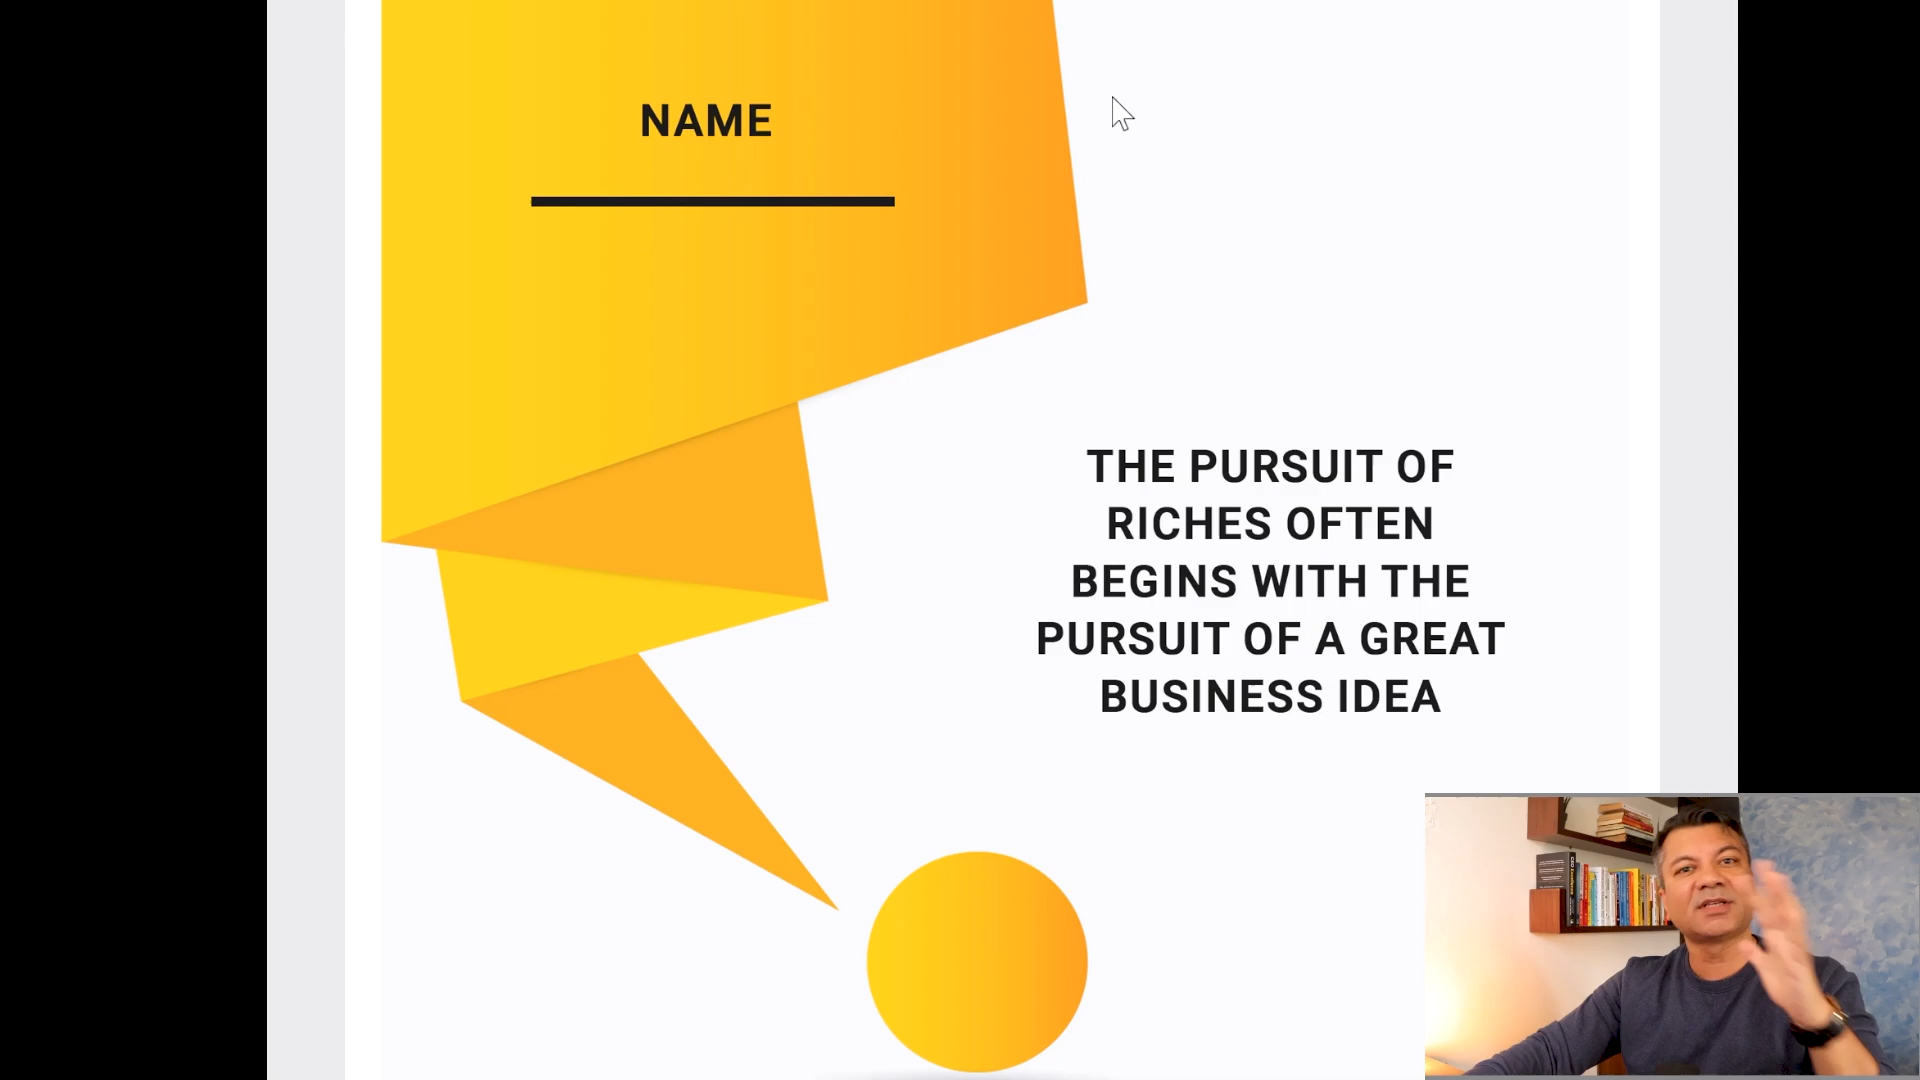 NAME
THE PURSUIT OF
RICHES OFTEN
BEGINS WITH THE
PURSUIT OF A GREAT
BUSINESS IDEA